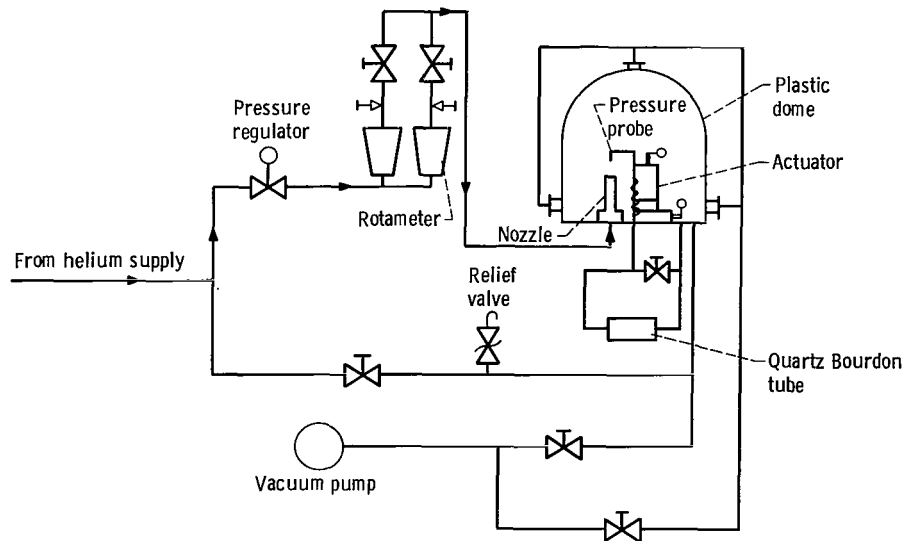 Pressure
regulator
Pressure
probe
Plastic
dome
Actuator
Rotameter
Nozzle
From helium supply
Relief
valve
Quartz Bourdon
tube
Vacuum pump